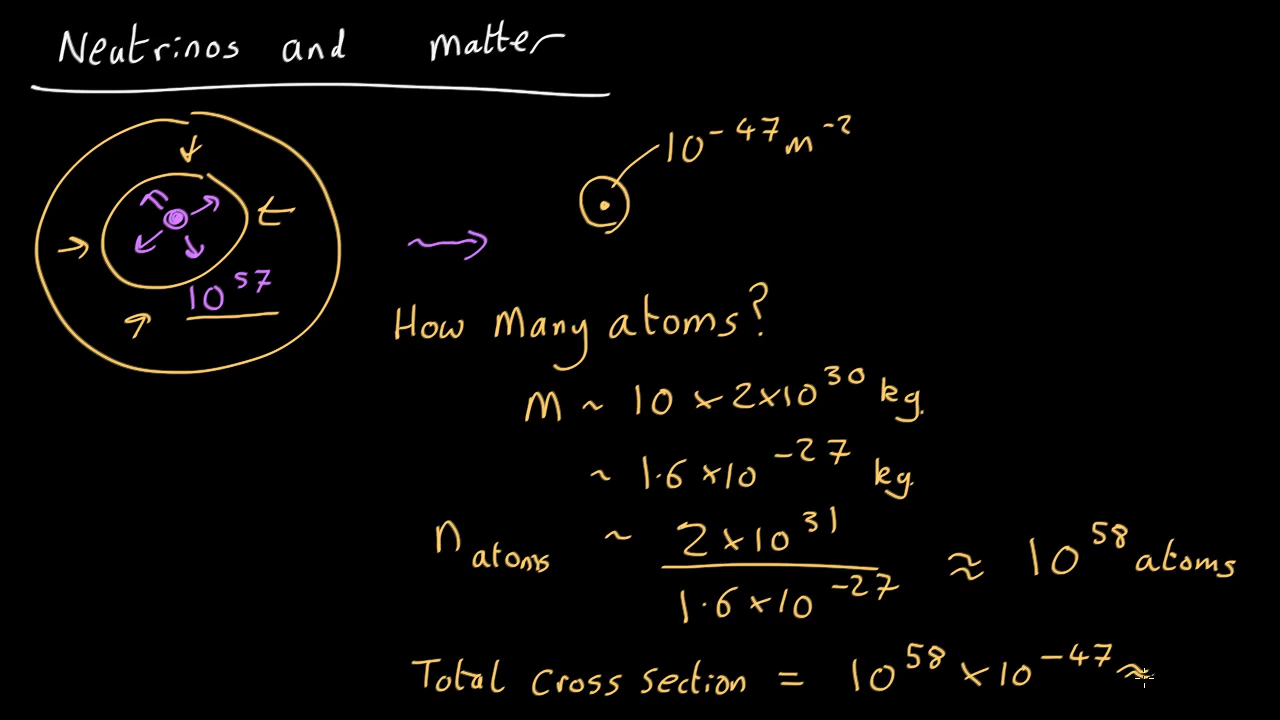 Neutrinos and matter
10^-47 m^-2
n
10^57
How Many atoms?
M ~ 10 × 2×10^30 kg.
~ 1.6 ×10^-27 kg.
n atoms ~ 2 × 10^31 / 1.6 × 10^-27 ≈ 10^58 atoms
Total cross section = 10^58 × 10^-47 ≈